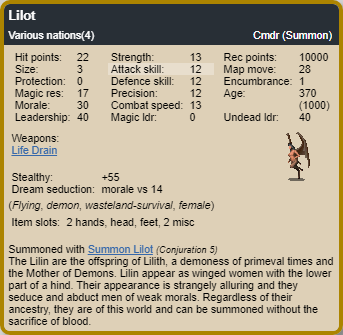 Lilot
Various nations(4) Cmdr (Summon)
Hit points: 22 Strength: 13 Rec points: 10000
Size: 3 Attack skill: 12 Map move: 28
Protection: 0 Defence skill: 12 Encumbrance: 1
Magic res: 17 Precision: 12 Age: 370
Morale: 30 Combat speed: 13 (1000)
Leadership: 40 Magic ldr: 0 Undead ldr: 40
Weapons:
Life Drain
Stealthy: +55
Dream seduction: morale vs 14
(Flying, demon, wasteland-survival, female)
Item slots: 2 hands, head, feet, 2 misc
Summoned with Summon Lilot (Conjuration 5)
The Lilin are the offspring of Lilith, a demoness of primeval times and
the Mother of Demons. Lilin appear as winged women with the lower
part of a hind. Their appearance is strangely alluring and they
seduce and abduct men of weak morals. Regardless of their
ancestry, they are of this world and can be summoned without the
sacrifice of blood.